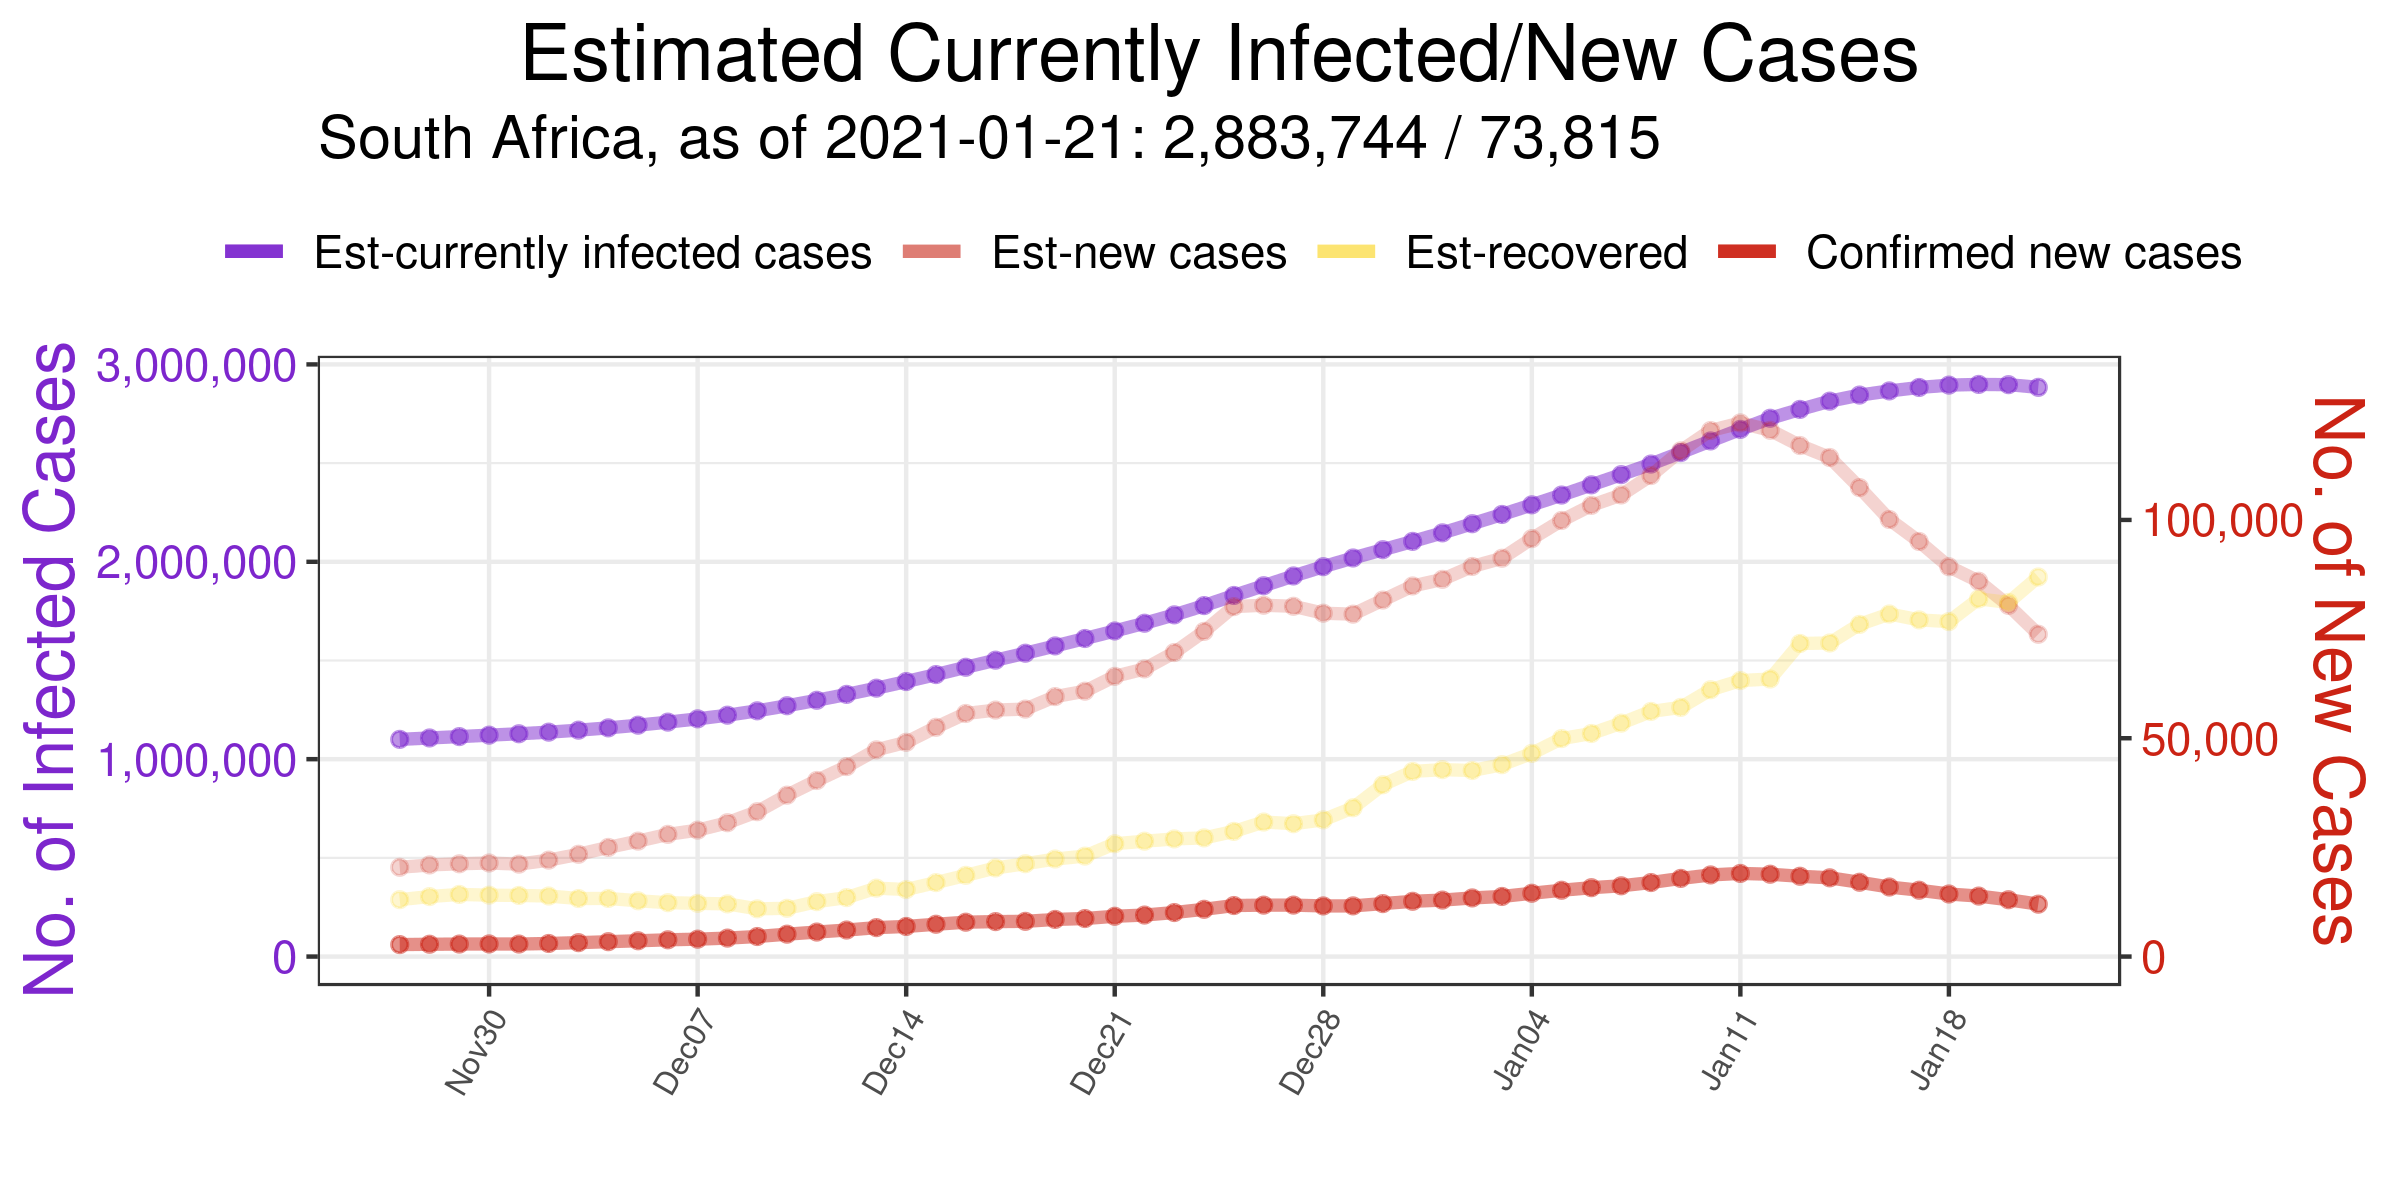 Estimated Currently Infected/New Cases
South Africa, as of 2021-01-21: 2,883,744 / 73,815
Est-currently infected cases Est-new cases Est-recovered Confirmed new cases
No. of Infected Cases
3,000,000
2,000,000
1,000,000
0
100,000
50,000
0
No. of New Cases
Nov30 Dec07 Dec14 Dec21 Dec28 Jan04 Jan11 Jan18